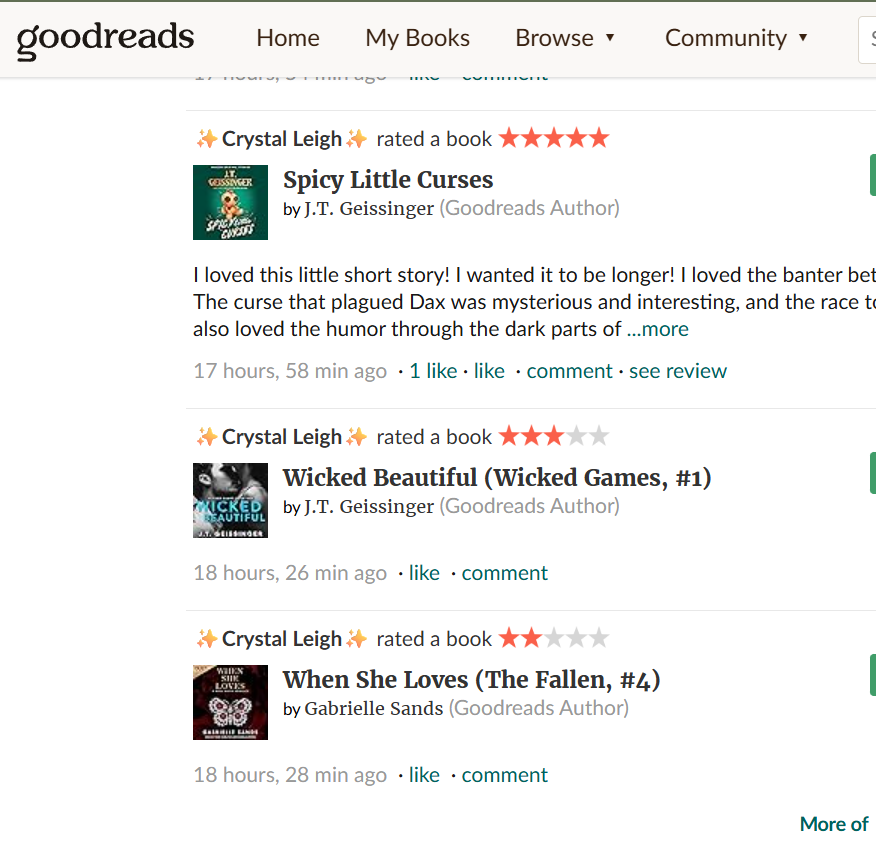 goodreads Home My Books Browse ▼ Community ▼
17 hours, 54 min ago · like · comment
✨Crystal Leigh✨ rated a book
Spicy Little Curses
by J.T. Geissinger (Goodreads Author)
J.T.
GEISSINGER
SPICY LITTLE
CURSES
I loved this little short story! I wanted it to be longer! I loved the banter bet
The curse that plagued Dax was mysterious and interesting, and the race to
also loved the humor through the dark parts of ...more
17 hours, 58 min ago · 1 like · like · comment · see review
✨Crystal Leigh✨ rated a book
Wicked Beautiful (Wicked Games, #1)
by J.T. Geissinger (Goodreads Author)
WICKED
BEAUTIFUL
J.T. GEISSINGER
18 hours, 26 min ago · like · comment
✨Crystal Leigh✨ rated a book
When She Loves (The Fallen, #4)
by Gabrielle Sands (Goodreads Author)
WHEN
SHE
LOVES
GABRIELLE SANDS
18 hours, 28 min ago · like · comment
More of